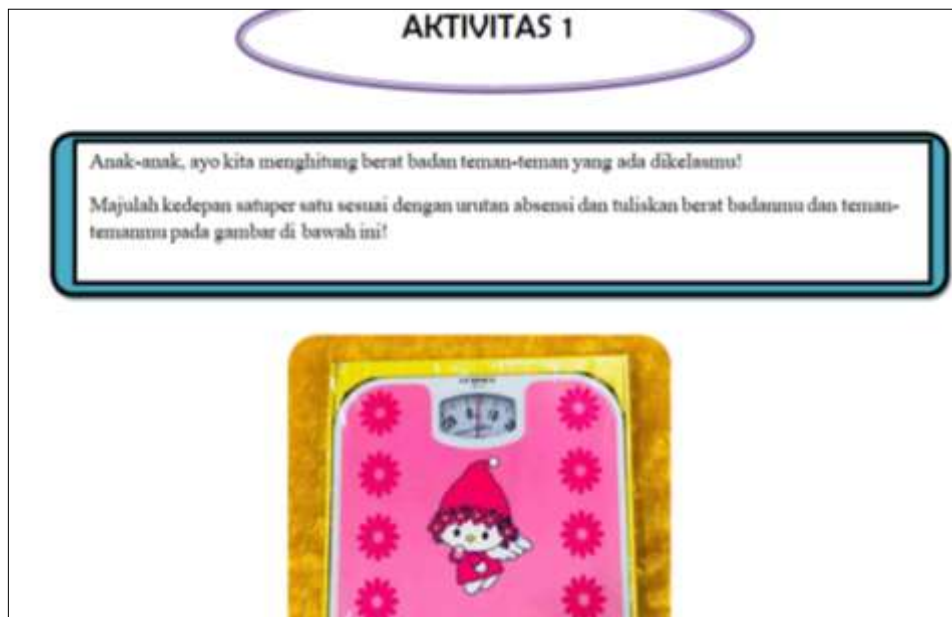 AKTIVITAS 1
Anak-anak, ayo kita menghitung berat badan teman-teman yang ada dikelasmu!
Majulah kedepan satuper satu sesuai dengan urutan absensi dan tuliskan berat badanmu dan teman-
temanmu pada gambar di bawah ini!